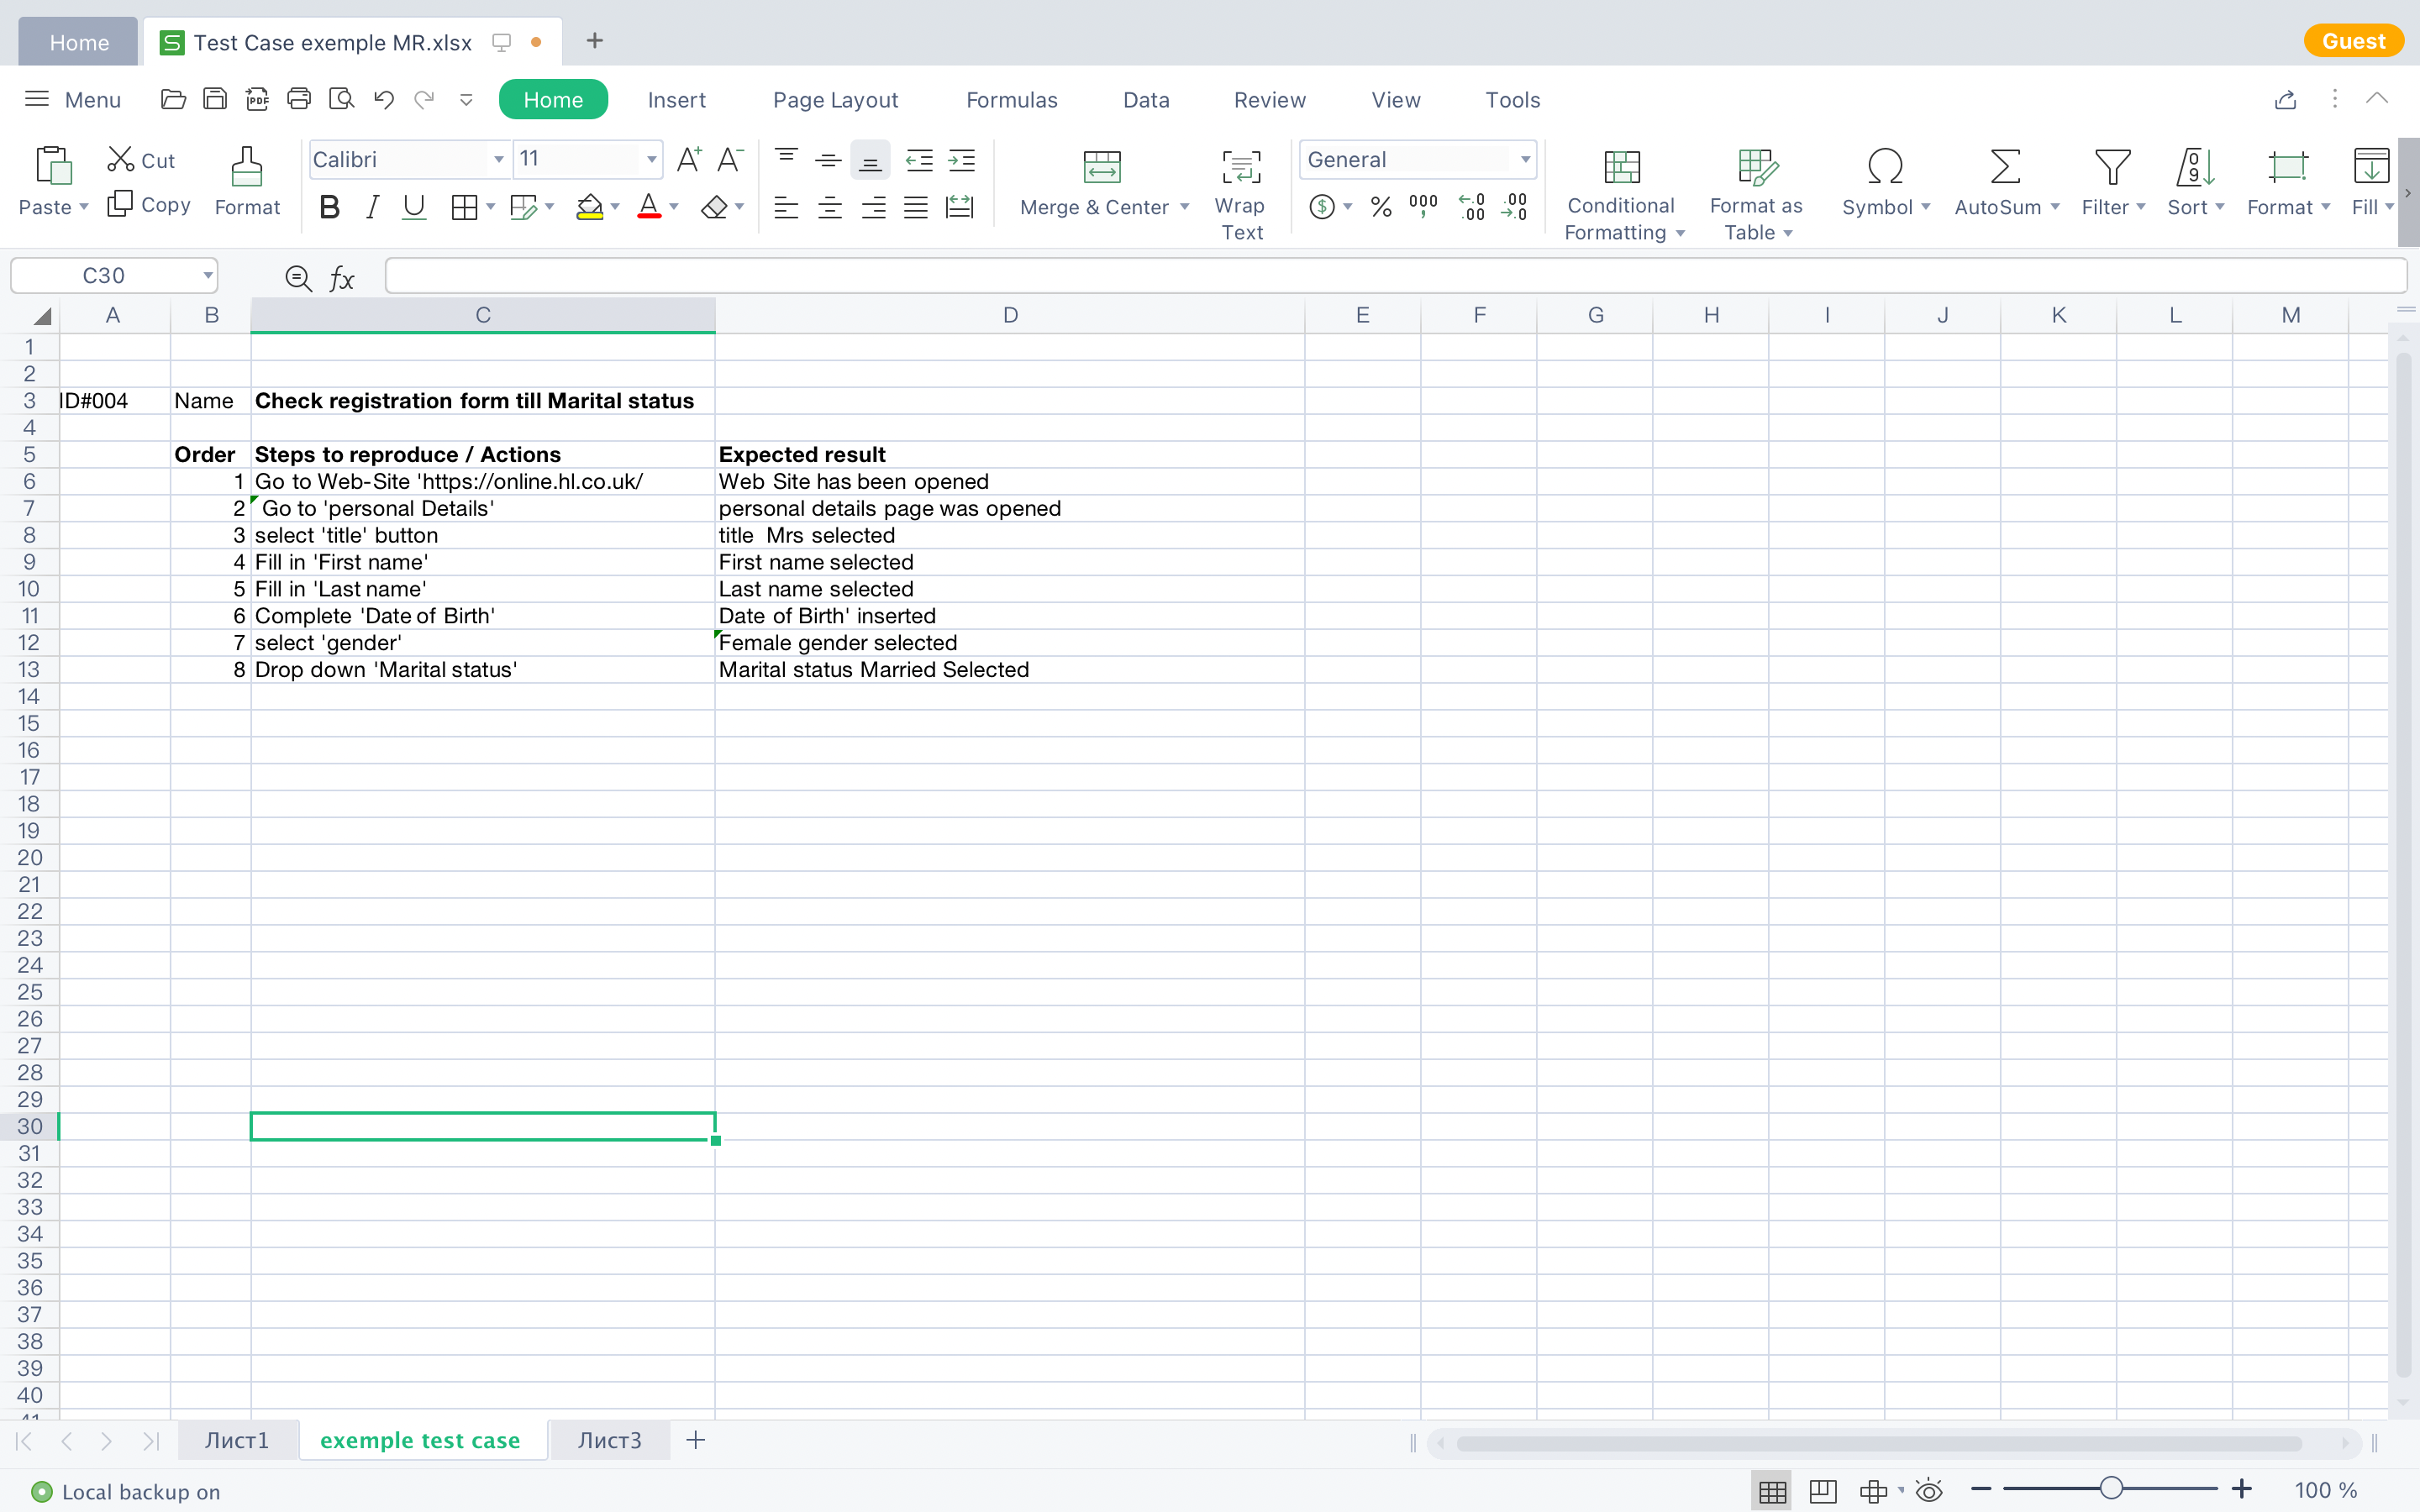 Home Test Case exemple MR.xlsx Guest
Menu Home Insert Page Layout Formulas Data Review View Tools
Paste Cut Copy Format Calibri 11 Merge & Center Wrap Text General Conditional Formatting Format as Table Symbol AutoSum Filter Sort Format Fill
C30
A B C D E F G H I J K L M
1
2
3 ID#004 Name Check registration form till Marital status
4
5 Order Steps to reproduce / Actions Expected result
6 1 Go to Web-Site 'https://online.hl.co.uk/ Web Site has been opened
7 2 Go to 'personal Details' personal details page was opened
8 3 select 'title' button title  Mrs selected
9 4 Fill in 'First name' First name selected
10 5 Fill in 'Last name' Last name selected
11 6 Complete 'Date of Birth' Date of Birth' inserted
12 7 select 'gender' Female gender selected
13 8 Drop down 'Marital status' Marital status Married Selected
14
15
16
17
18
19
20
21
22
23
24
25
26
27
28
29
30
31
32
33
34
35
36
37
38
39
40
41
Лист1 exemple test case Лист3
Local backup on 100 %